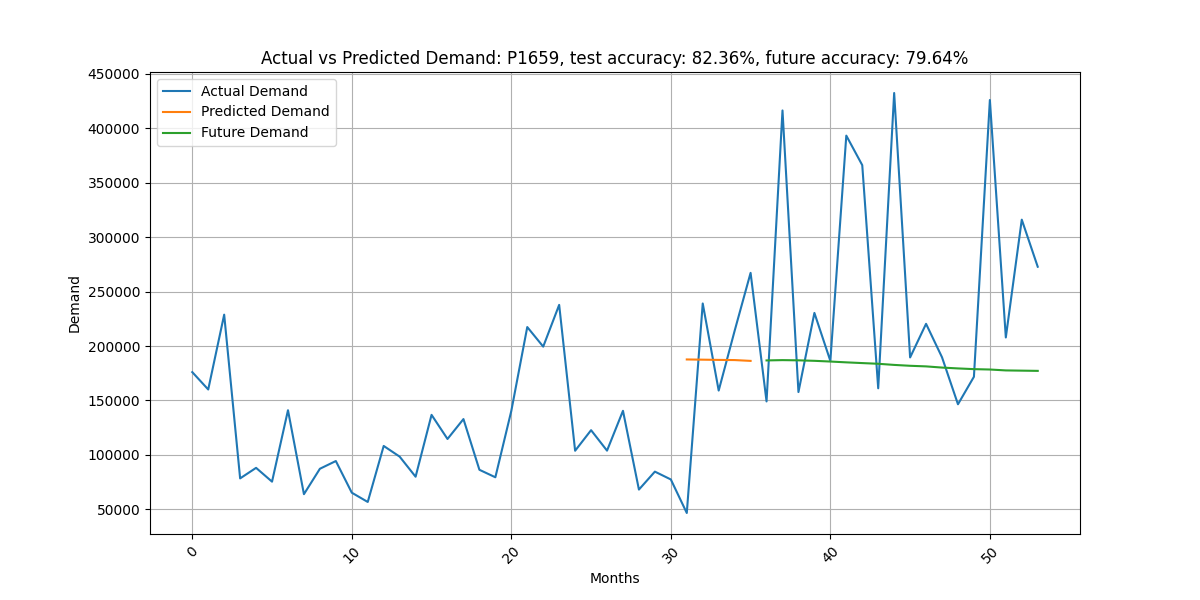 Actual vs Predicted Demand: P1659, test accuracy: 82.36%, future accuracy: 79.64%
450000
400000
350000
300000
250000
200000
150000
100000
50000
Actual Demand
Predicted Demand
Future Demand
Demand
0
10
20
30
40
50
Months